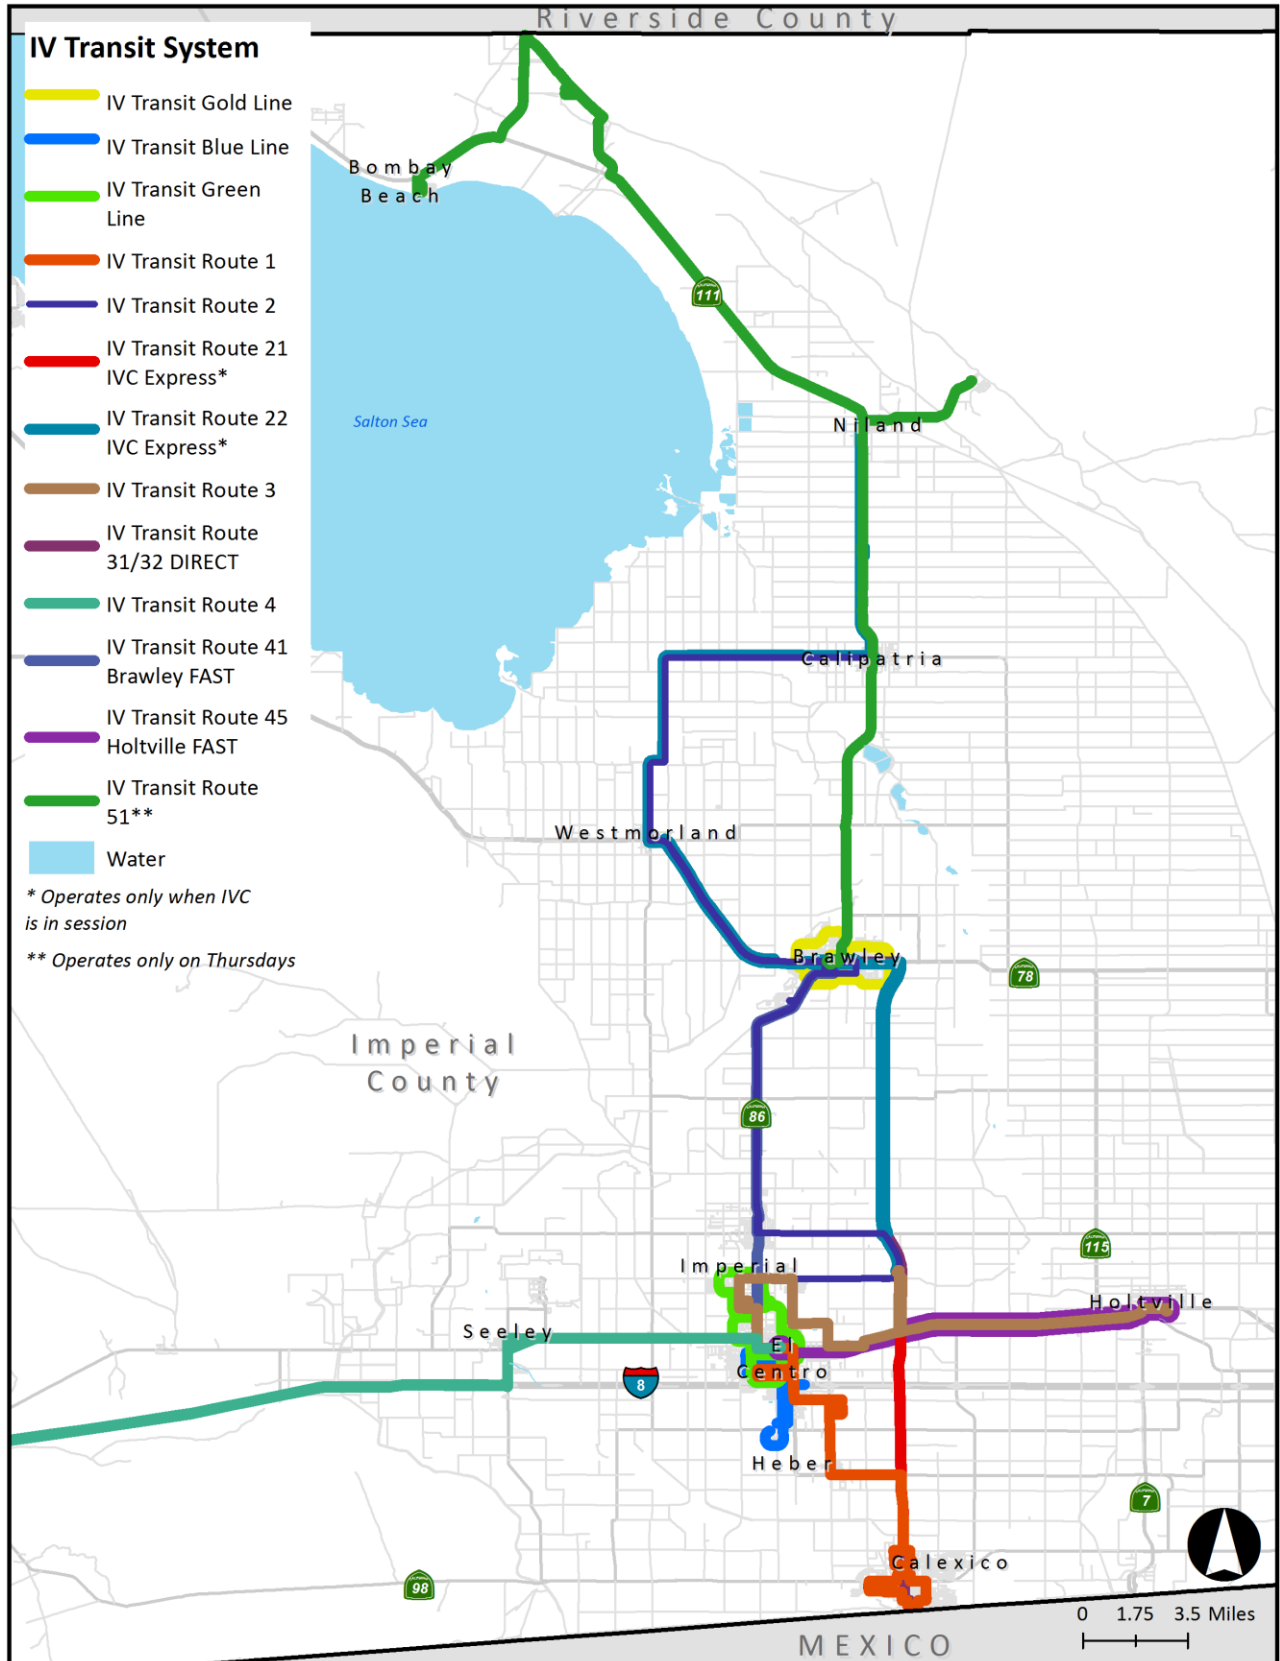 Riverside County
IV Transit System
IV Transit Gold Line
IV Transit Blue Line
IV Transit Green
Line
IV Transit Route 1
IV Transit Route 2
IV Transit Route 21
IVC Express*
IV Transit Route 22
IVC Express*
IV Transit Route 3
IV Transit Route
31/32 DIRECT
IV Transit Route 4
IV Transit Route 41
Brawley FAST
IV Transit Route 45
Holtville FAST
IV Transit Route
51**
Water
* Operates only when IVC
is in session
** Operates only on Thursdays
Bombay
Beach
111
Salton Sea
Niland
Calipatria
Westmorland
Brawley
78
Imperial
County
86
115
Imperial
Holtville
Seeley
El
Centro
8
Heber
7
Calexico
98
0 1.75 3.5 Miles
MEXICO